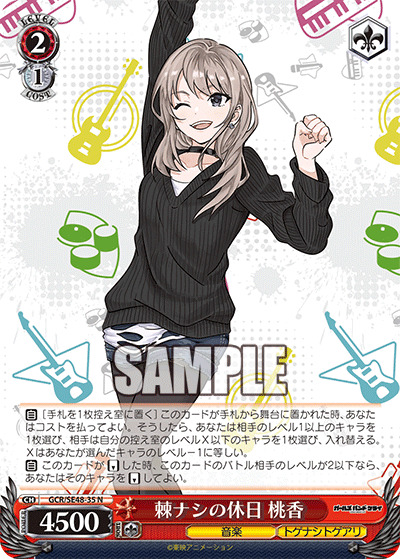 LEVEL
2
1
COST
SAMPLE
自【手札を1枚控え室に置く】このカードが手札から舞台に置かれた時、あなた
はコストを払ってよい。そうしたら、あなたは相手のレベル1以上のキャラを
1枚選び、相手は自分の控え室のレベルX以下のキャラを1枚選び、入れ替える。
Xはあなたが選んだキャラのレベル-1に等しい。
自 このカードが した時、このカードのバトル相手のレベルが2以下なら、
あなたはそのキャラを してよい。
CH
GCR/SE48-35 N
4500
棘ナシの休日 桃香
ガールズバンドクライ
音楽
トゲナシトゲアリ
©東映アニメーション